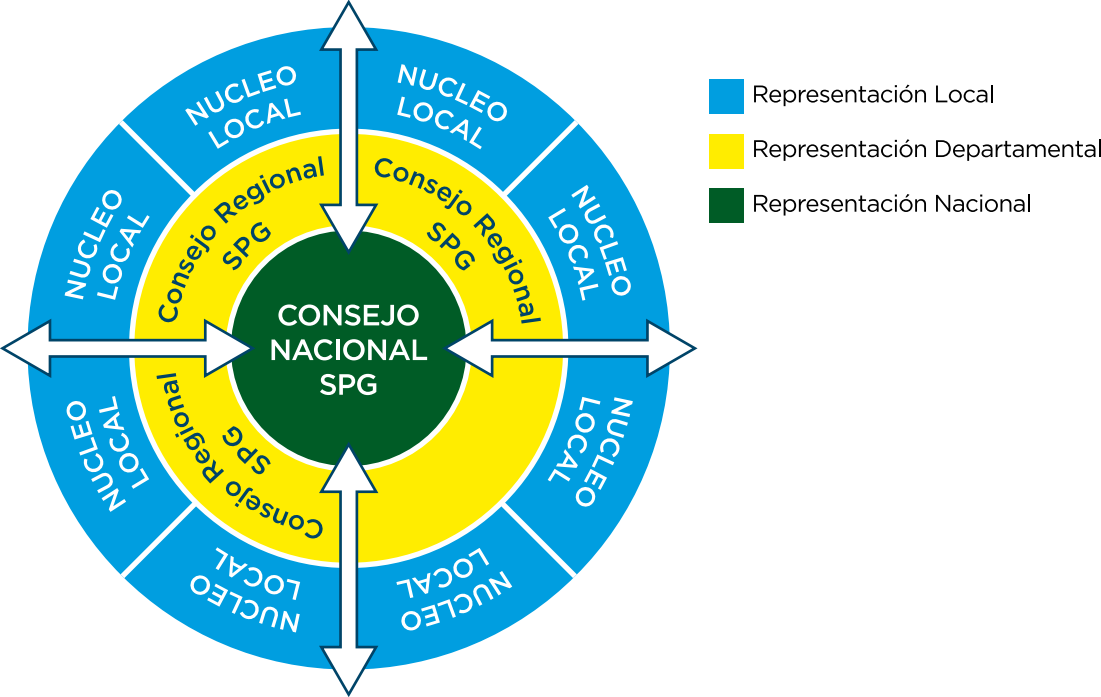 NUCLEO
LOCAL
NUCLEO
LOCAL
NUCLEO
LOCAL
NUCLEO
LOCAL
NUCLEO
LOCAL
NUCLEO
LOCAL
NUCLEO
LOCAL
NUCLEO
LOCAL
Consejo Regional
SPG
Consejo Regional
SPG
Consejo Regional
SPG
CONSEJO
NACIONAL
SPG
Representación Local
Representación Departamental
Representación Nacional